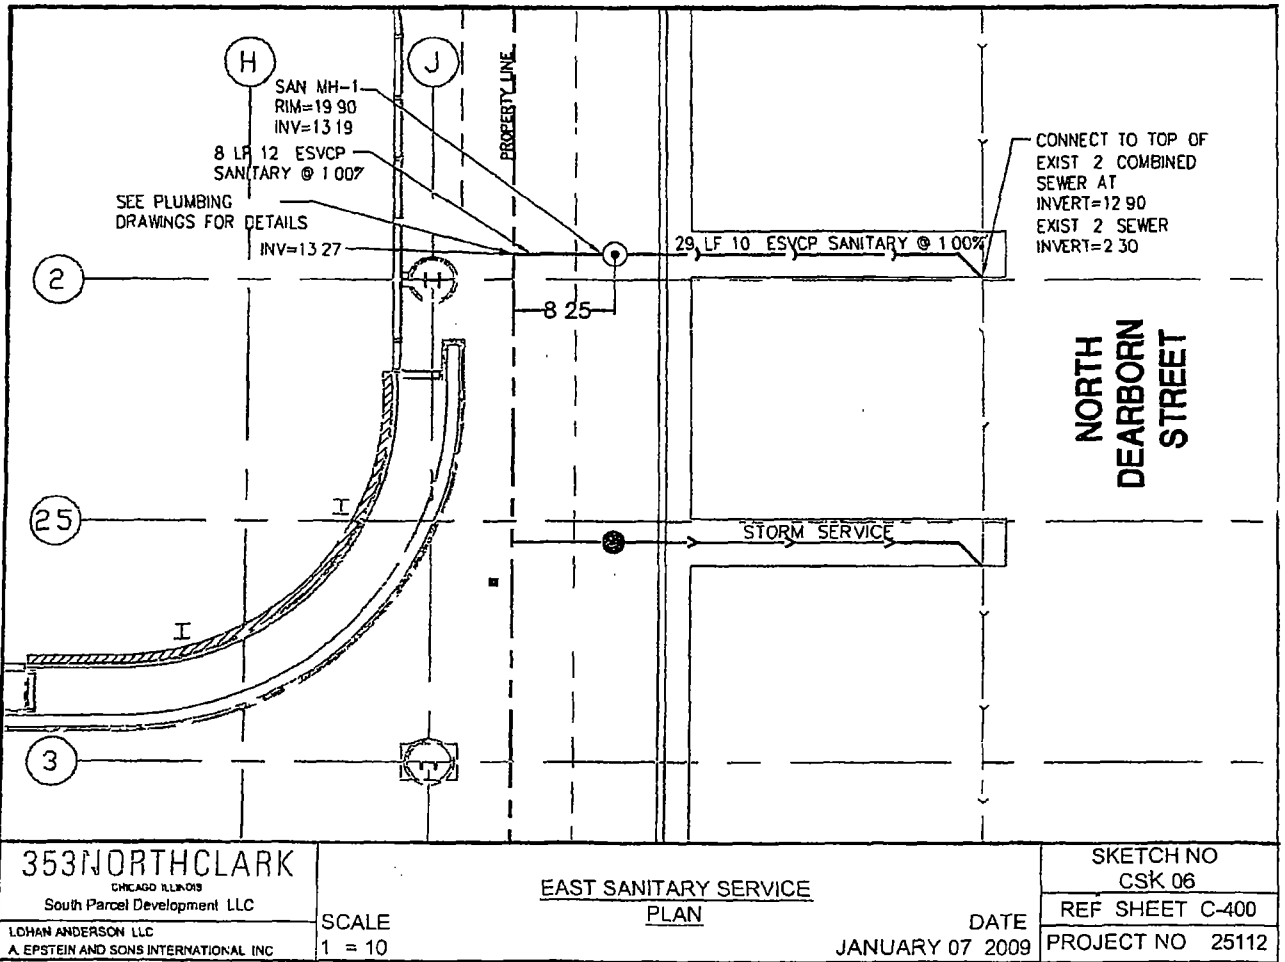 H
J
PROPERTY LINE
SAN MH-1
RIM=19 90
INV=13 19
8 LF 12 ESVCP
SANITARY @ 1 00%
SEE PLUMBING
DRAWINGS FOR DETAILS
INV=13 27
CONNECT TO TOP OF
EXIST 2 COMBINED
SEWER AT
INVERT=12 90
EXIST 2 SEWER
INVERT=2 30
29 LF 10 ESVCP SANITARY @ 1 00%
2
8 25
NORTH
DEARBORN
STREET
25
STORM SERVICE
3
353NORTHCLARK
CHICAGO ILLINOIS
South Parcel Development LLC
LOHAN ANDERSON LLC
A. EPSTEIN AND SONS INTERNATIONAL INC
SCALE
1 = 10
EAST SANITARY SERVICE
PLAN
DATE
JANUARY 07 2009
SKETCH NO
CSK 06
REF SHEET C-400
PROJECT NO 25112